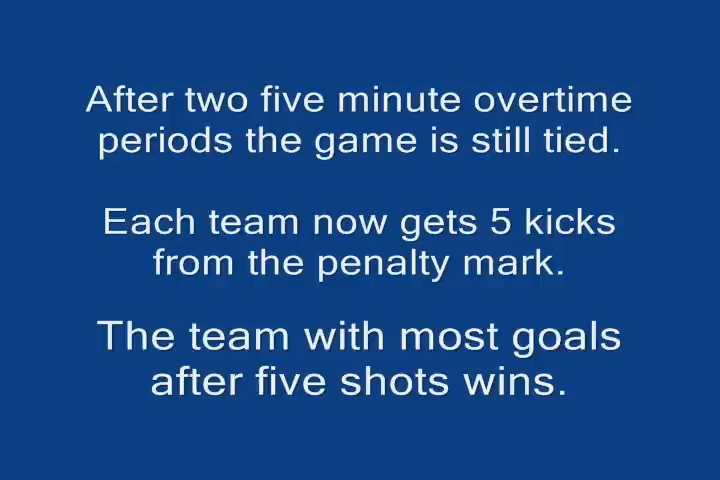 After two five minute overtime
periods the game is still tied.
Each team now gets 5 kicks
from the penalty mark.
The team with most goals
after five shots wins.